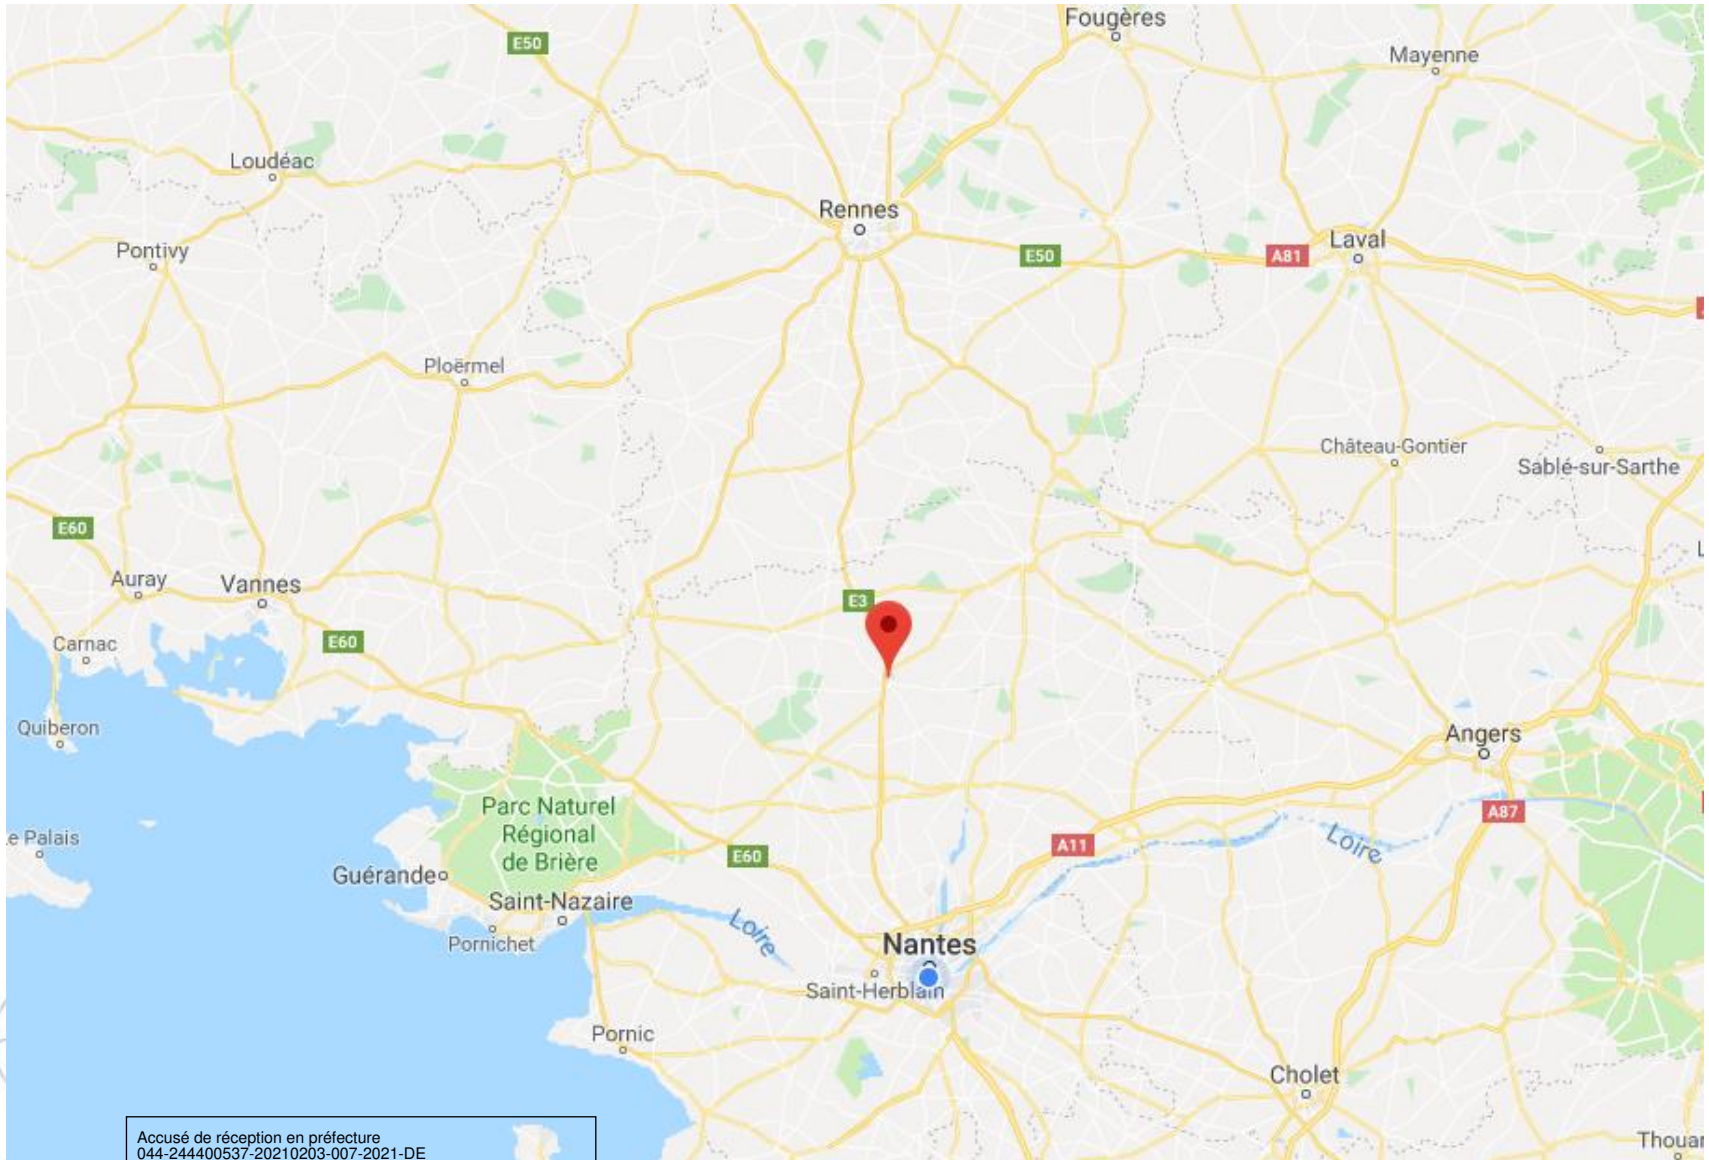 Fougères
E50
Mayenne
Loudéac
Rennes
Pontivy
E50
A81
Laval
Ploërmel
Château-Gontier
Sablé-sur-Sarthe
E60
Auray
Vannes
E3
Carnac
E60
Quiberon
Angers
Parc Naturel
Régional
de Brière
A87
e Palais
E60
A11
Loire
Guérande
Saint-Nazaire
Pornichet
Loire
Nantes
Saint-Herblain
Pornic
Cholet
Accusé de réception en préfecture
044-244400537-20210203-007-2021-DE
Thouar